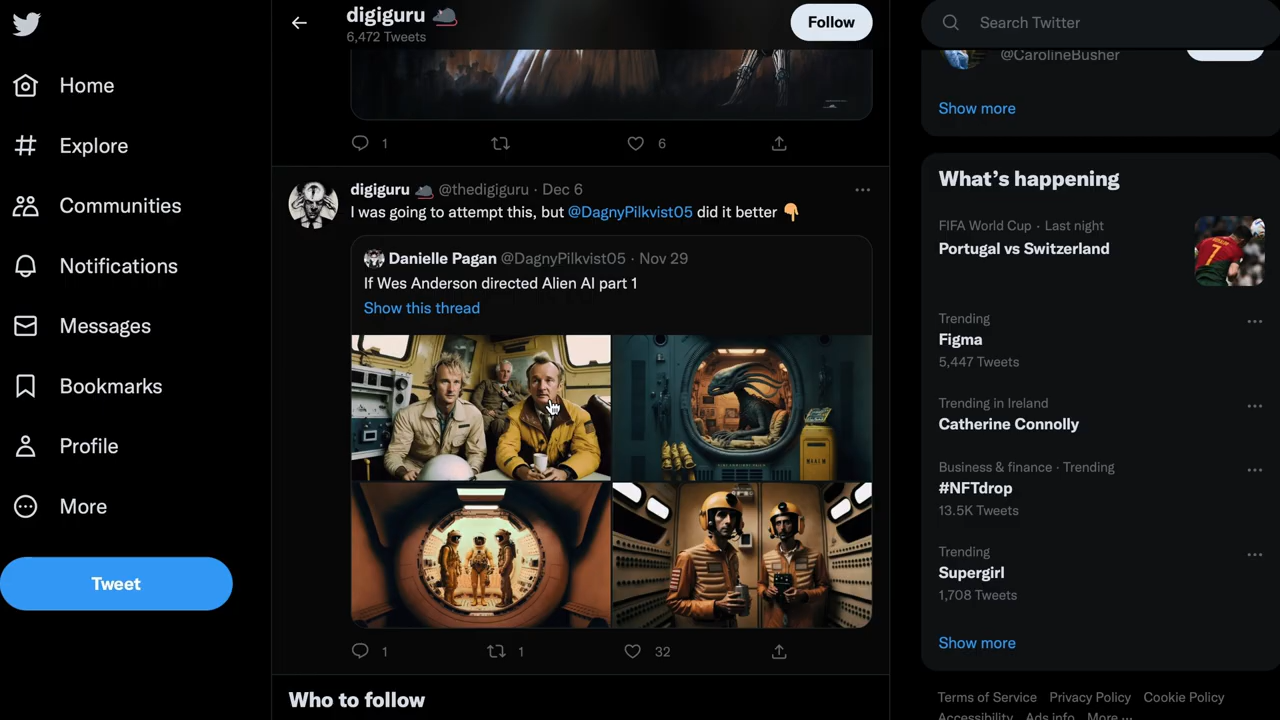 Home
Explore
Communities
Notifications
Messages
Bookmarks
Profile
More
Tweet
digiguru
6,472 Tweets
Follow
1
6
digiguru @thedigiguru · Dec 6
I was going to attempt this, but @DagnyPilkvist05 did it better
Danielle Pagan @DagnyPilkvist05 · Nov 29
If Wes Anderson directed Alien AI part 1
Show this thread
1
1
32
Who to follow
Search Twitter
@CarolineBusher
Show more
What's happening
FIFA World Cup · Last night
Portugal vs Switzerland
7
Trending
Figma
5,447 Tweets
Trending in Ireland
Catherine Connolly
Business & finance · Trending
#NFTdrop
13.5K Tweets
Trending
Supergirl
1,708 Tweets
Show more
Terms of Service Privacy Policy Cookie Policy
Accessibility Ads info More ...